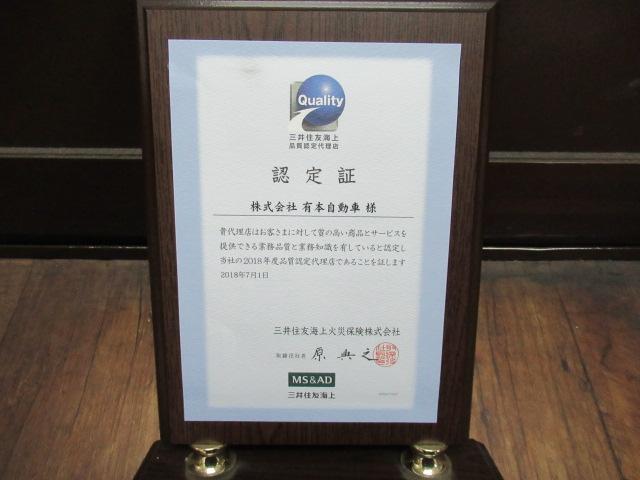 Quality
三井住友海上
品質認定代理店
認定証
株式会社 有本自動車 様
貴代理店はお客さまに対して質の高い商品とサービスを
提供できる業務品質と業務知識を有していると認定し
当社の2018年度品質認定代理店であることを証します
2018年7月1日
三井住友海上火災保険株式会社
取締役社長 原 典之
MS&AD
三井住友海上